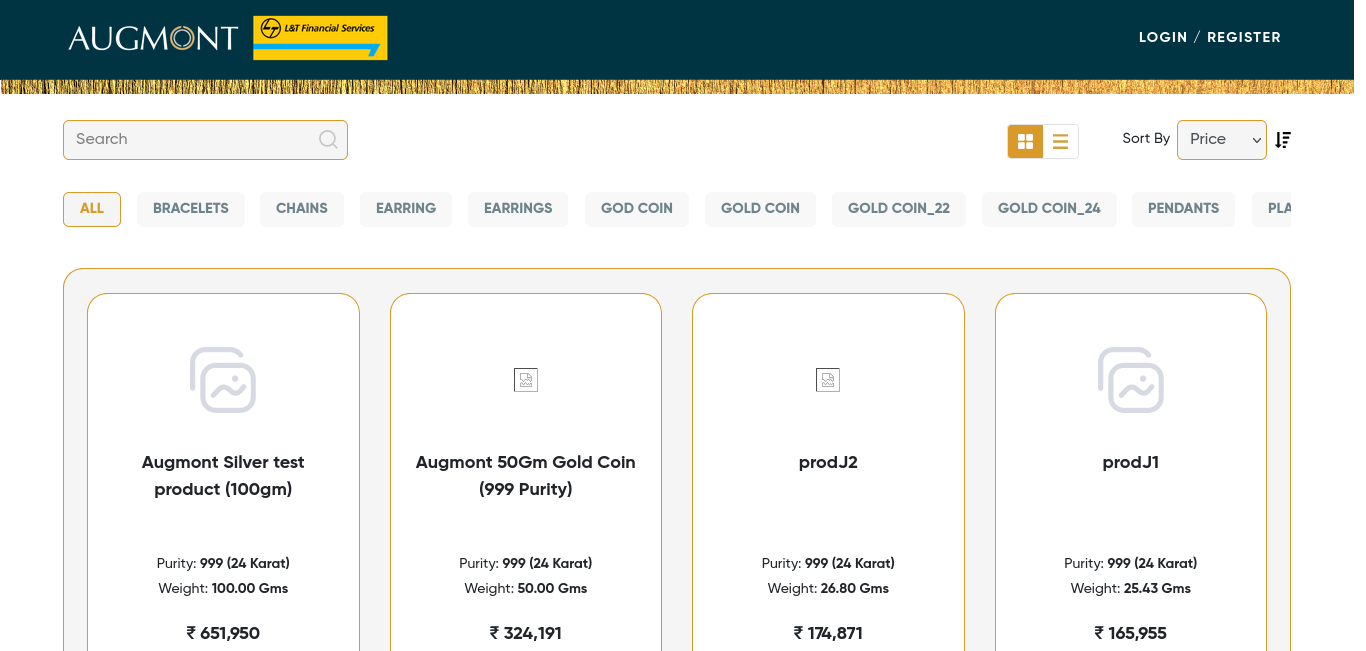 AUGMONT
L&T Financial Services
LOGIN / REGISTER
Search
Sort By
Price
ALL
BRACELETS
CHAINS
EARRING
EARRINGS
GOD COIN
GOLD COIN
GOLD COIN_22
GOLD COIN_24
PENDANTS
PLA
Augmont Silver test
product (100gm)
Purity: 999 (24 Karat)
Weight: 100.00 Gms
₹ 651,950
Augmont 50Gm Gold Coin
(999 Purity)
Purity: 999 (24 Karat)
Weight: 50.00 Gms
₹ 324,191
prodJ2
Purity: 999 (24 Karat)
Weight: 26.80 Gms
₹ 174,871
prodJ1
Purity: 999 (24 Karat)
Weight: 25.43 Gms
₹ 165,955